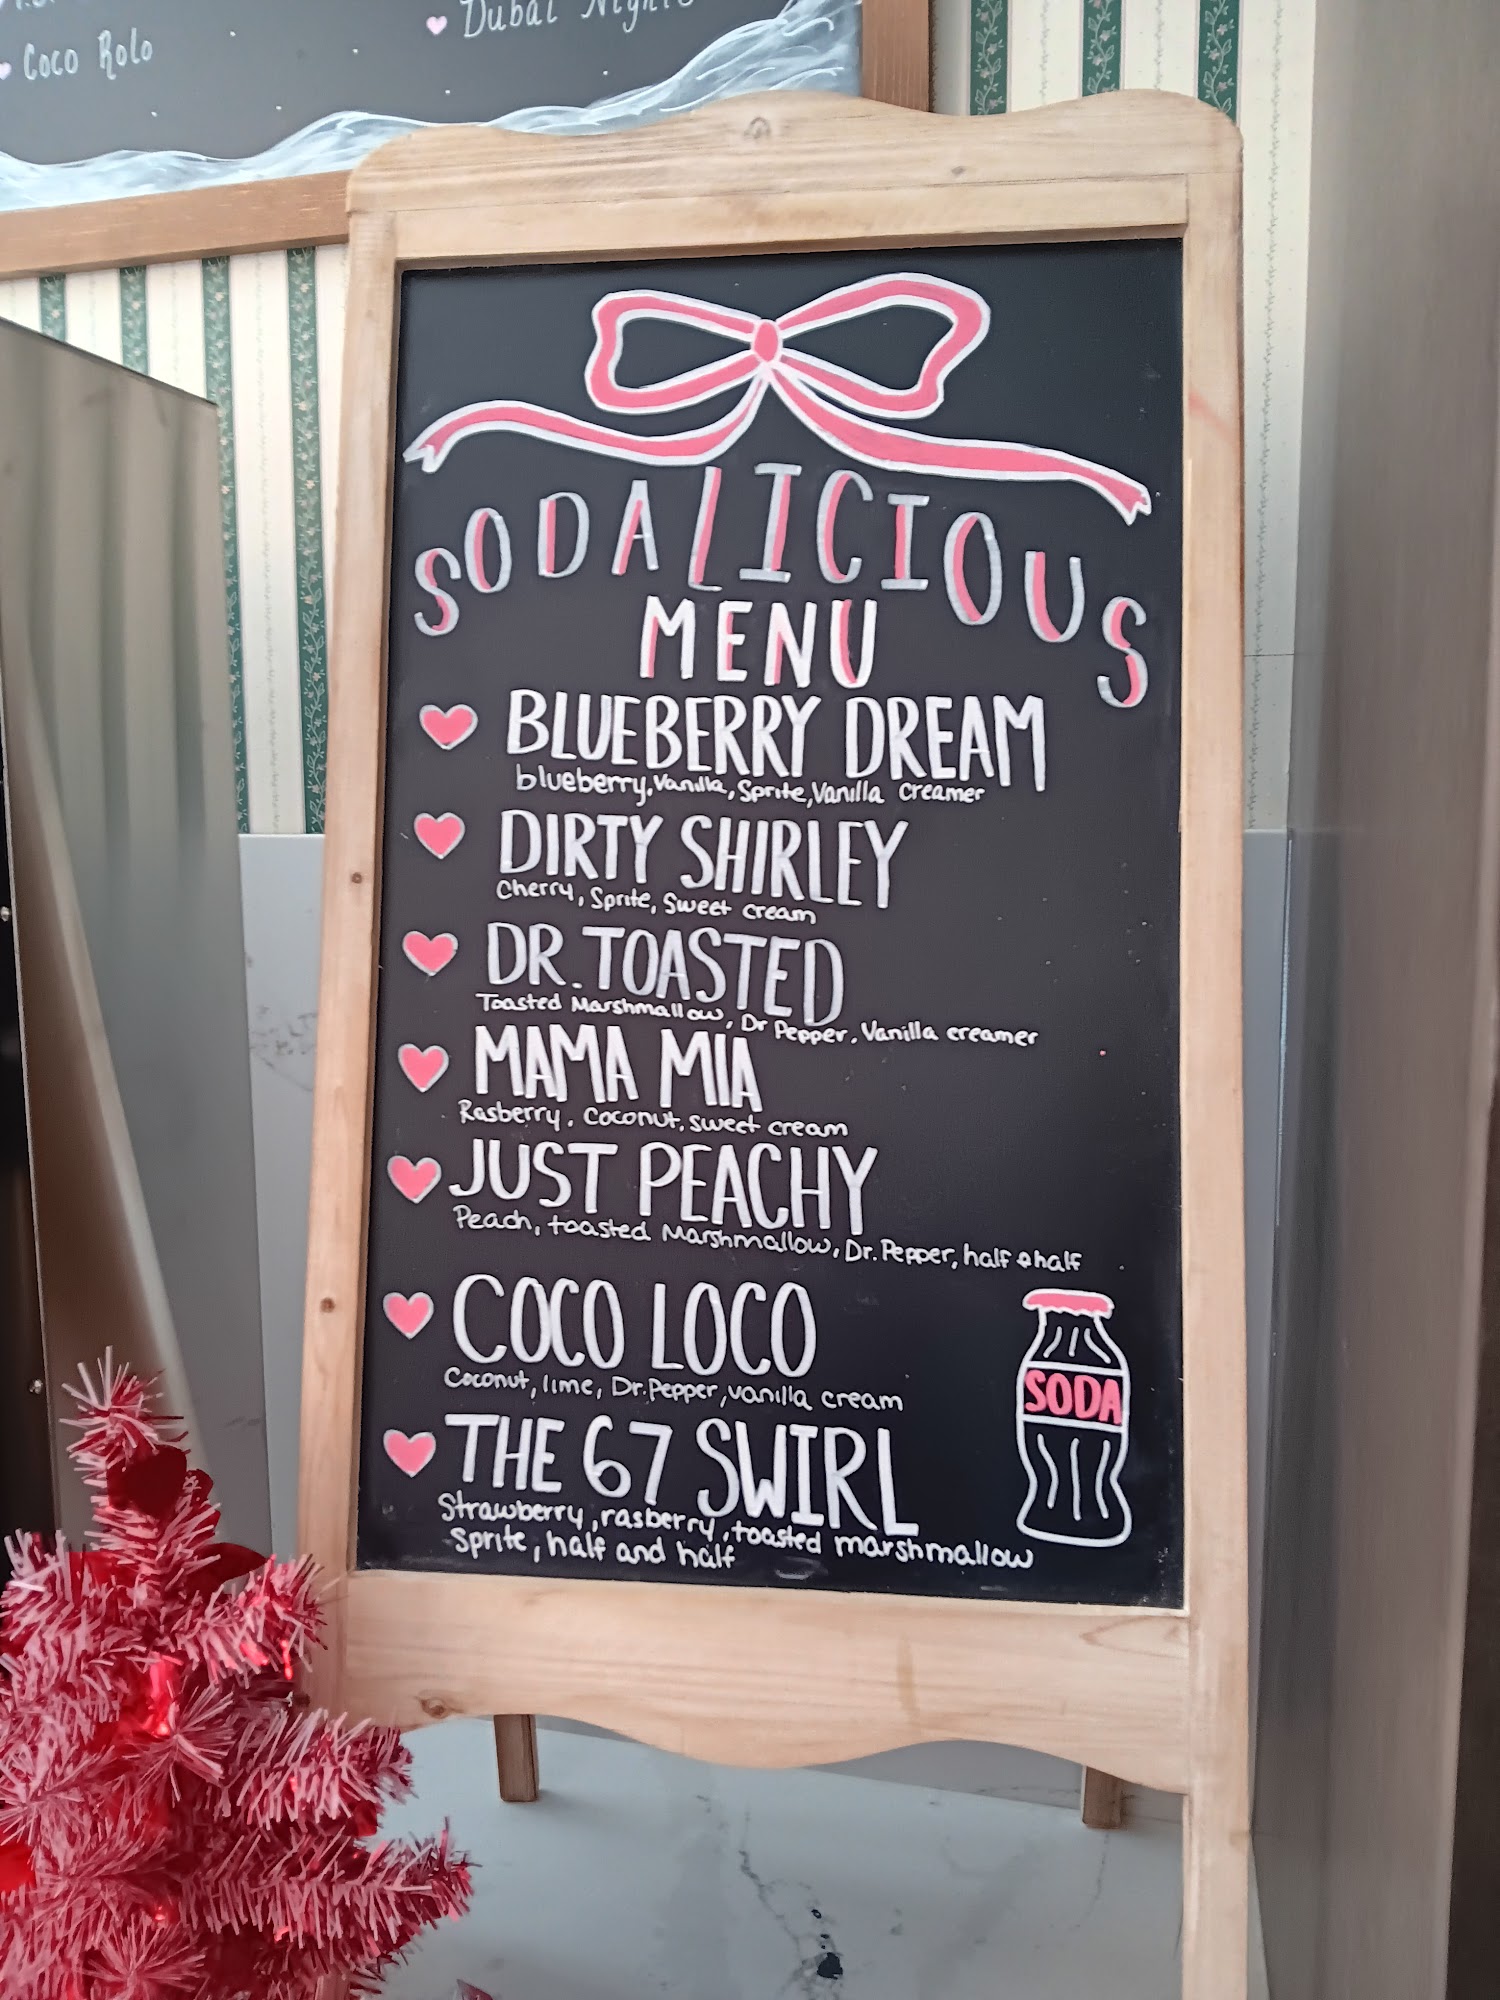 Coco Rolo
Dubai Nights
SODALICIOUS
MENU
BLUEBERRY DREAM
blueberry, Vanilla, Sprite, Vanilla creamer
DIRTY SHIRLEY
Cherry, Sprite, Sweet cream
DR. TOASTED
Toasted Marshmallow, Dr Pepper, Vanilla creamer
MAMA MIA
Rasberry, Coconut, sweet cream
JUST PEACHY
Peach, toasted Marshmallow, Dr. Pepper, half & half
COCO LOCO
Coconut, lime, Dr. Pepper, vanilla cream
SODA
THE 67 SWIRL
Strawberry, rasberry, toasted marshmallow
Sprite, half and half